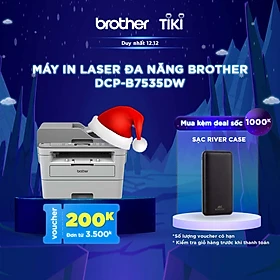 brother TIKI
Duy nhất 12.12
MÁY IN LASER ĐA NĂNG BROTHER
DCP-B7535DW
Mua kèm deal sốc 1000K
SẠC RIVER CASE
brother
voucher
200K
Đơn từ 3.500K
*Số lượng voucher có hạn
* Kiểm tra giỏ hàng trước khi thanh toán